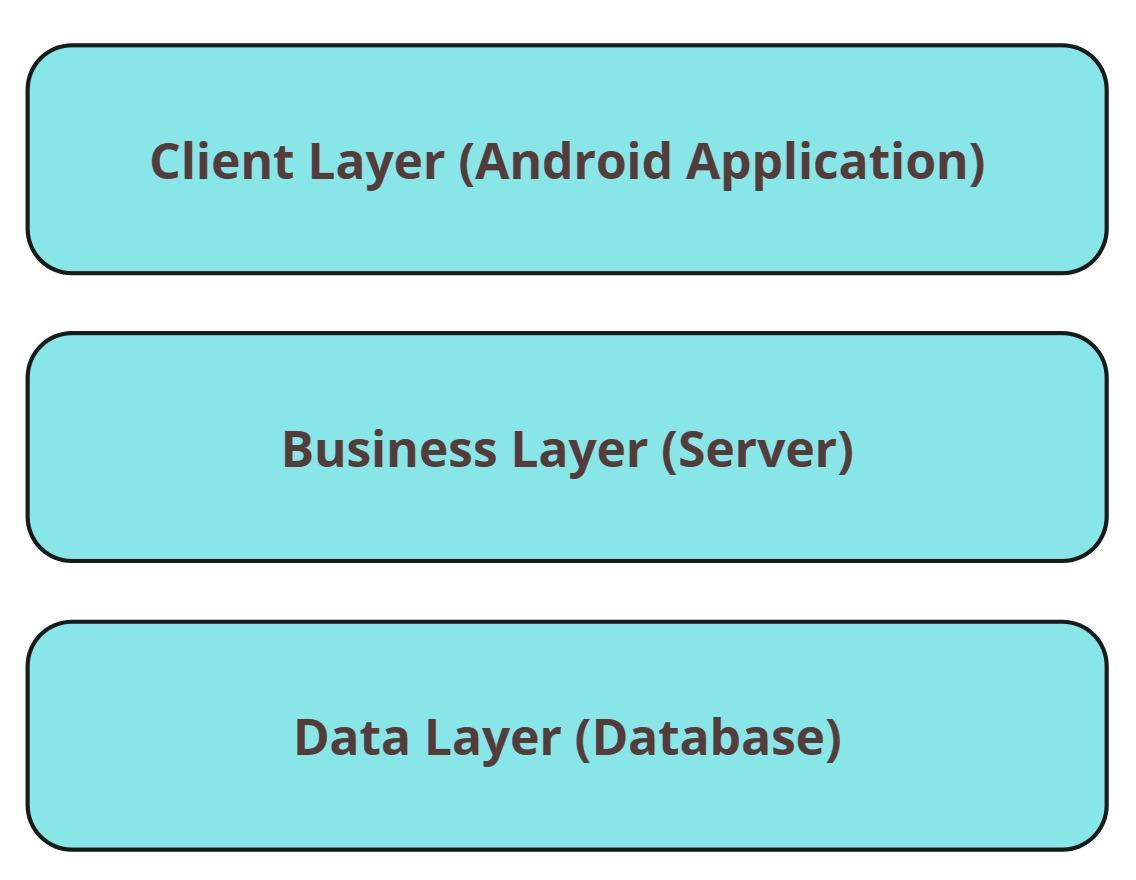 Client Layer (Android Application)
Business Layer (Server)
Data Layer (Database)